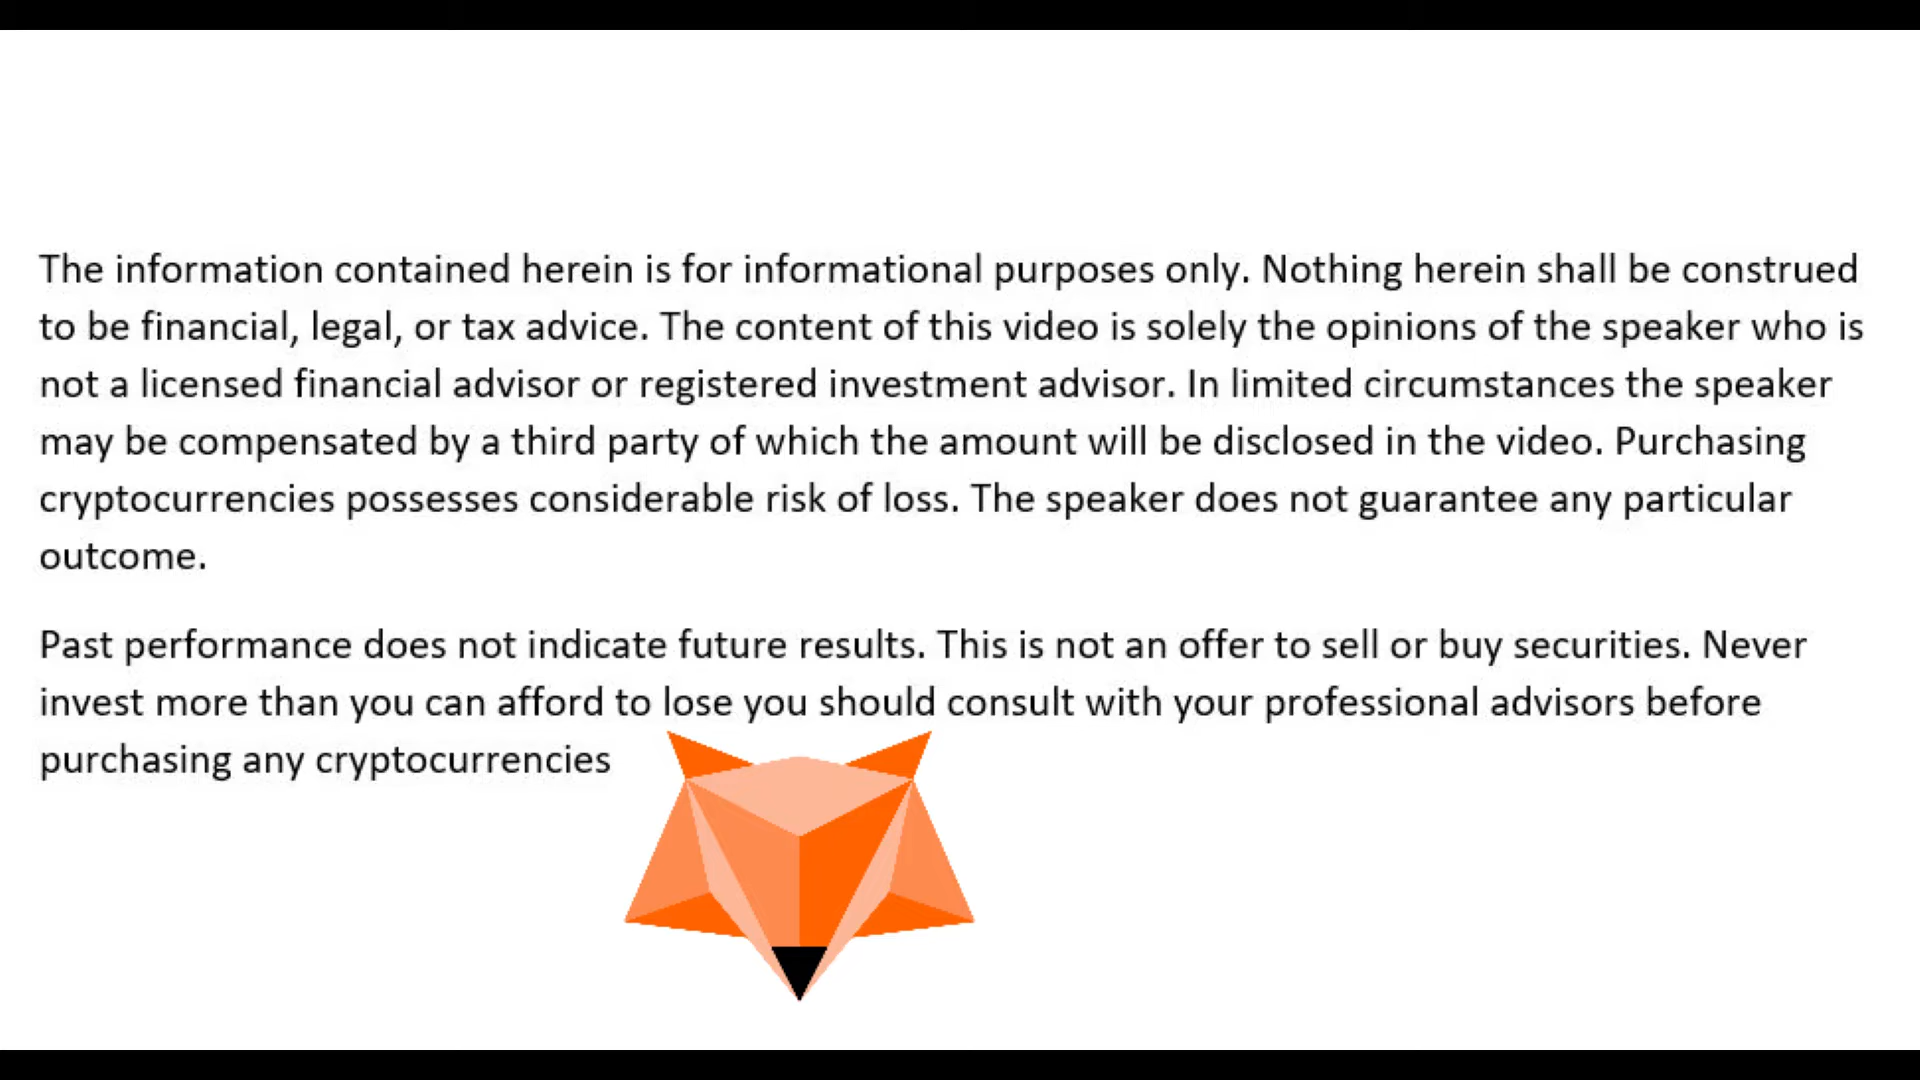 The information contained herein is for informational purposes only. Nothing herein shall be construed
to be financial, legal, or tax advice. The content of this video is solely the opinions of the speaker who is
not a licensed financial advisor or registered investment advisor. In limited circumstances the speaker
may be compensated by a third party of which the amount will be disclosed in the video. Purchasing
cryptocurrencies possesses considerable risk of loss. The speaker does not guarantee any particular
outcome.
Past performance does not indicate future results. This is not an offer to sell or buy securities. Never
invest more than you can afford to lose you should consult with your professional advisors before
purchasing any cryptocurrencies